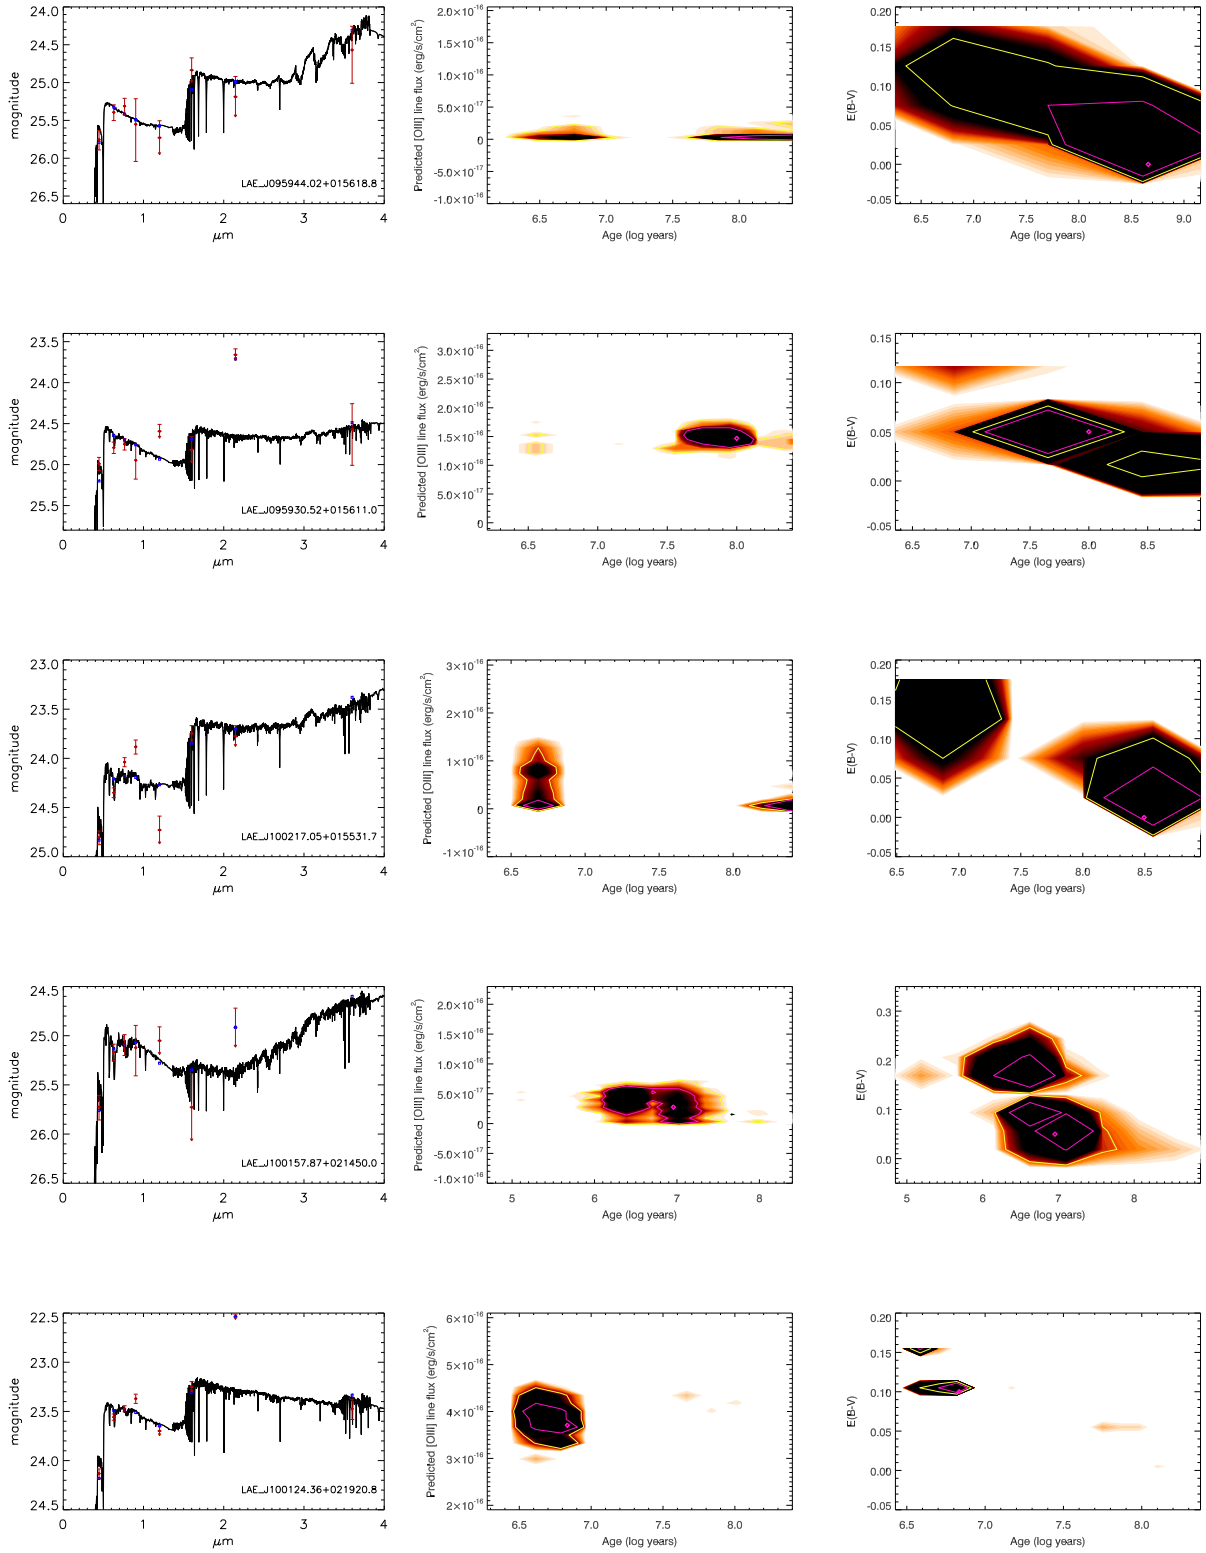 24.0
24.5
25.0
25.5
26.0
26.5
magnitude
0 1 2 3 4
μm
LAE_J095944.02+015618.8
2.0×10-16
1.5×10-16
1.0×10-16
5.0×10-17
0
-5.0×10-17
-1.0×10-16
Predicted [OIII] line flux (erg/s/cm2)
6.5 7.0 7.5 8.0
Age (log years)
0.20
0.15
0.10
0.05
0.00
-0.05
E(B-V)
6.5 7.0 7.5 8.0 8.5 9.0
Age (log years)
23.5
24.0
24.5
25.0
25.5
magnitude
0 1 2 3 4
μm
LAE_J095930.52+015611.0
3.0×10-16
2.5×10-16
2.0×10-16
1.5×10-16
1.0×10-16
5.0×10-17
0
Predicted [OIII] line flux (erg/s/cm2)
6.5 7.0 7.5 8.0
Age (log years)
0.15
0.10
0.05
0.00
-0.05
E(B-V)
6.5 7.0 7.5 8.0 8.5
Age (log years)
23.0
23.5
24.0
24.5
25.0
magnitude
0 1 2 3 4
μm
LAE_J100217.05+015531.7
3×10-16
2×10-16
1×10-16
0
-1×10-16
Predicted [OIII] line flux (erg/s/cm2)
6.5 7.0 7.5 8.0
Age (log years)
0.20
0.15
0.10
0.05
0.00
-0.05
E(B-V)
6.5 7.0 7.5 8.0 8.5
Age (log years)
24.5
25.0
25.5
26.0
26.5
magnitude
0 1 2 3 4
μm
LAE_J100157.87+021450.0
2.0×10-16
1.5×10-16
1.0×10-16
5.0×10-17
0
-5.0×10-17
-1.0×10-16
Predicted [OIII] line flux (erg/s/cm2)
5 6 7 8
Age (log years)
0.3
0.2
0.1
0.0
E(B-V)
5 6 7 8
Age (log years)
22.5
23.0
23.5
24.0
24.5
magnitude
0 1 2 3 4
μm
LAE_J100124.36+021920.8
6×10-16
5×10-16
4×10-16
3×10-16
2×10-16
Predicted [OIII] line flux (erg/s/cm2)
6.5 7.0 7.5 8.0
Age (log years)
0.20
0.15
0.10
0.05
0.00
-0.05
E(B-V)
6.5 7.0 7.5 8.0
Age (log years)